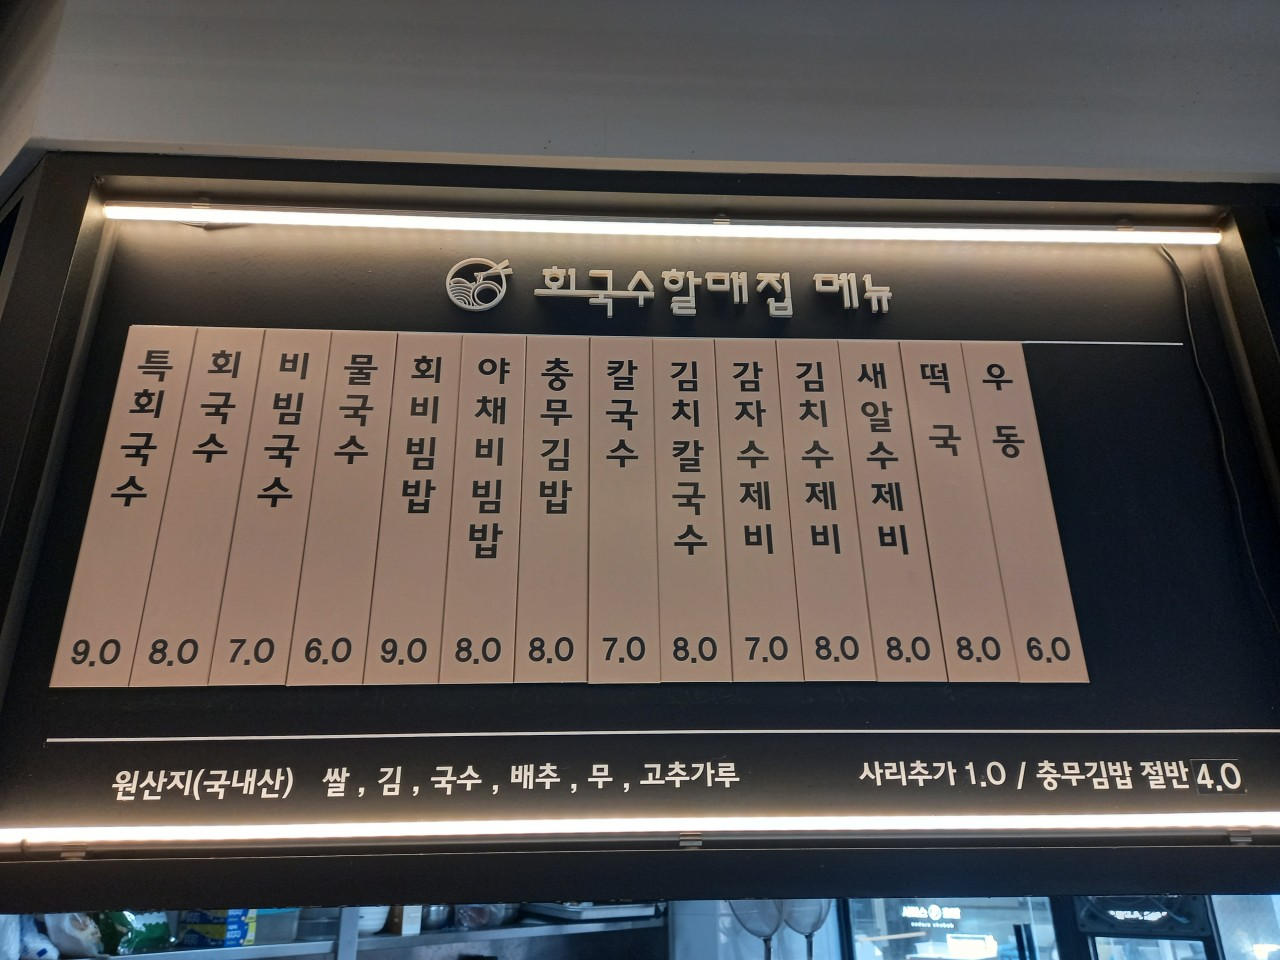 회국수할매집 메뉴
특회국수 9.0
회국수 8.0
비빔국수 7.0
물국수 6.0
회비빔밥 9.0
야채비빔밥 8.0
충무김밥 8.0
칼국수 7.0
김치칼국수 8.0
감자수제비 7.0
김치수제비 8.0
새알수제비 8.0
떡국 8.0
우동 6.0
원산지(국내산) 쌀 , 김 , 국수 , 배추 , 무 , 고추가루
사리추가 1.0 / 충무김밥 절반 4.0